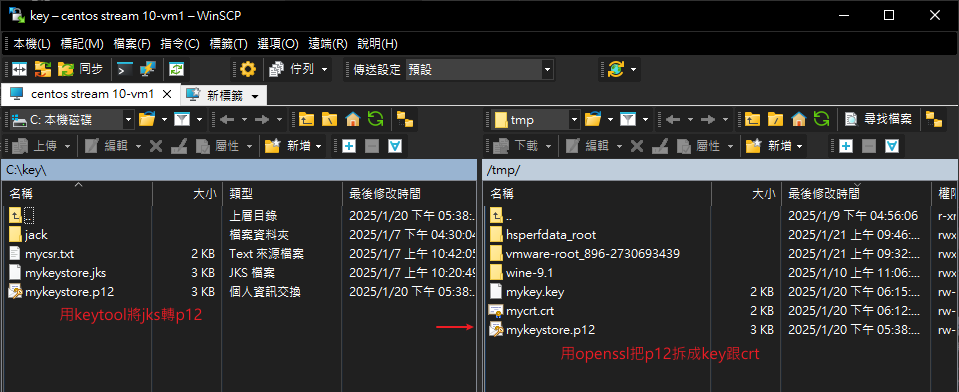 key – centos stream 10-vm1 – WinSCP
本機(L) 標記(M) 檔案(F) 指令(C) 標籤(T) 選項(O) 遠端(R) 說明(H)
同步 佇列 傳送設定 預設
centos stream 10-vm1 × 新標籤
C: 本機磁碟 tmp 尋找檔案
上傳 編輯 屬性 新增 下載 編輯 屬性 新增
C:\key\
名稱 大小 類型 最後修改時間
.. 上層目錄 2025/1/20 下午 05:38:...
jack 檔案資料夾 2025/1/7 下午 04:30:04
mycsr.txt 2 KB Text 來源檔案 2025/1/7 上午 10:42:05
mykeystore.jks 3 KB JKS 檔案 2025/1/7 上午 10:20:49
mykeystore.p12 3 KB 個人資訊交換 2025/1/20 下午 05:38...
用keytool將jks轉p12
/tmp/
名稱 大小 最後修改時間 權限
.. 2025/1/9 下午 04:56:06 r-xr
hsperfdata_root 2025/1/21 上午 09:46:... rwx
vmware-root_896-2730693439 2025/1/21 上午 09:32:... rwx
wine-9.1 2025/1/10 上午 11:06:... rwx
mykey.key 2 KB 2025/1/20 下午 06:15:... rw-
mycrt.crt 2 KB 2025/1/20 下午 06:12:... rw-
mykeystore.p12 3 KB 2025/1/20 下午 05:38:... rw-
用openssl把p12拆成key跟crt